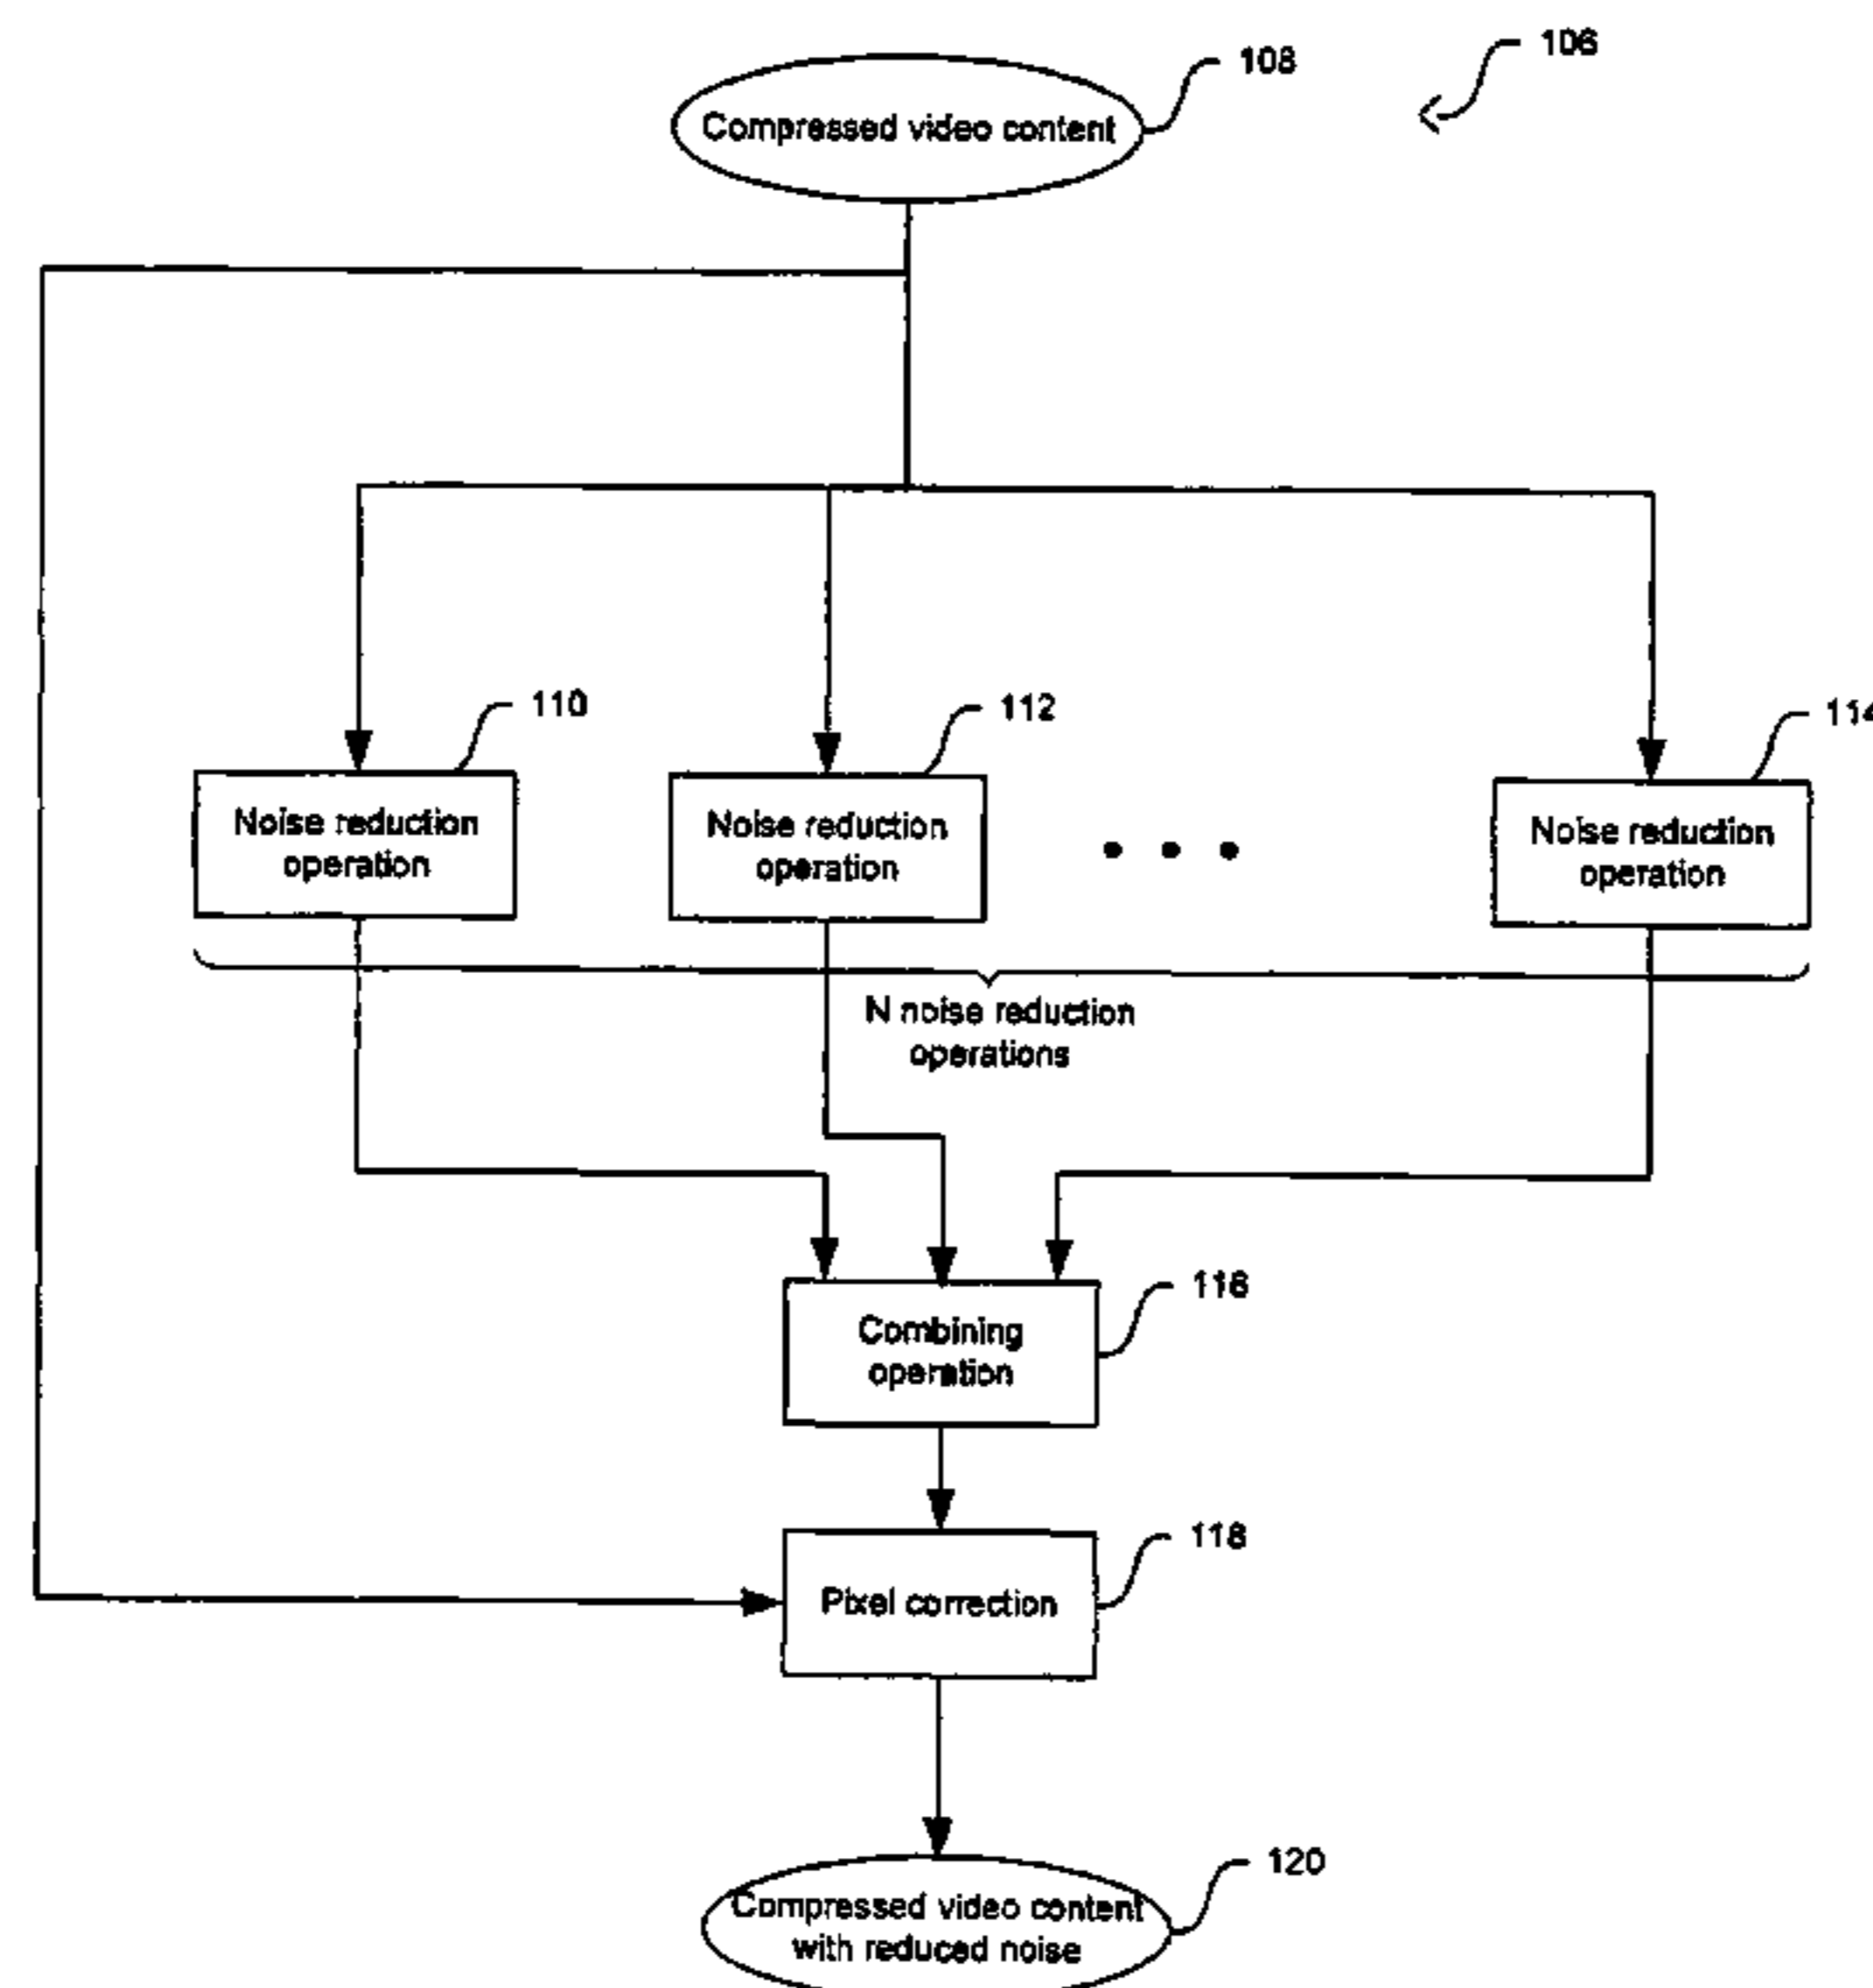 108
106
Compressed video content
110
112
114
Noise reduction
operation
Noise reduction
operation
Noise reduction
operation
N noise reduction
operations
116
Combining
operation
118
Pixel correction
120
Compressed video content
with reduced noise